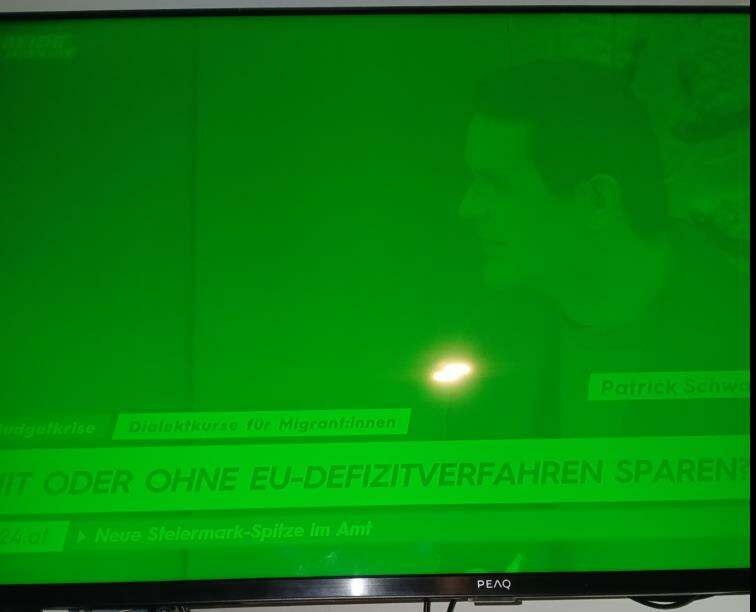 Patrick Schw
Budgetkrise Dialektkurse für Migrant:innen
MIT ODER OHNE EU-DEFIZITVERFAHREN SPAREN?
24.at Neue Steiermark-Spitze im Amt
PEAQ